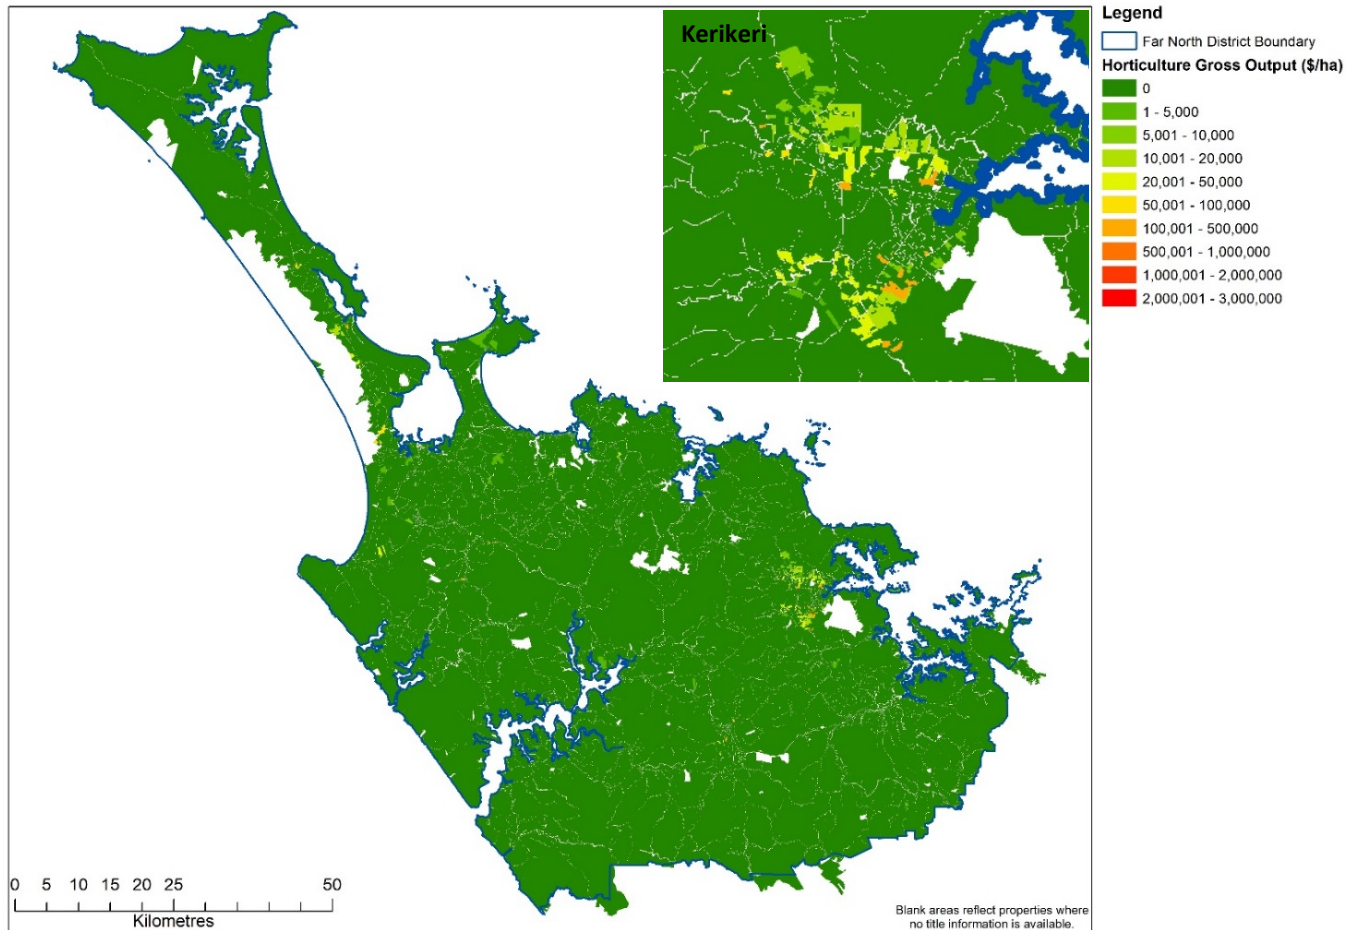 Kerikeri
Legend
Far North District Boundary
Horticulture Gross Output ($/ha)
0
1 - 5,000
5,001 - 10,000
10,001 - 20,000
20,001 - 50,000
50,001 - 100,000
100,001 - 500,000
500,001 - 1,000,000
1,000,001 - 2,000,000
2,000,001 - 3,000,000
0 5 10 15 20 25 50
Kilometres
Blank areas reflect properties where
no title information is available.